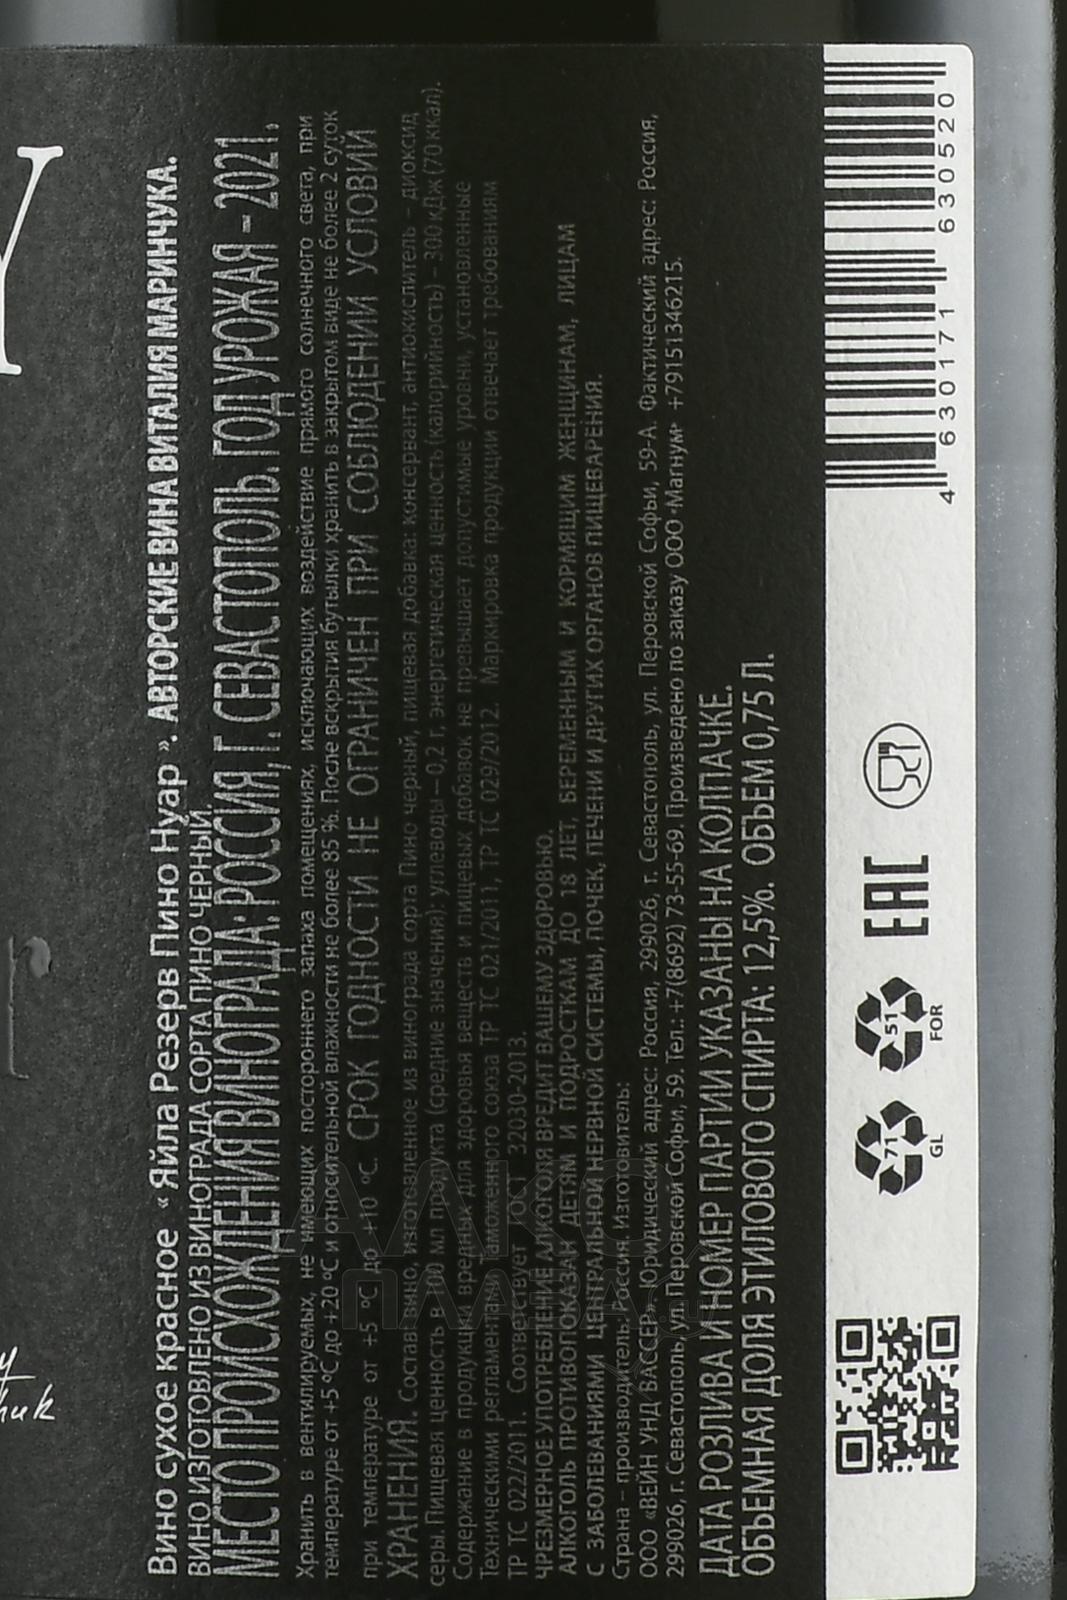 Вино сухое красное «Яйла Резерв Пино Нуар». АВТОРСКИЕ ВИНА ВИТАЛИЯ МАРИНЧУКА.
ВИНО ИЗГОТОВЛЕНО ИЗ ВИНОГРАДА СОРТА ПИНО ЧЕРНЫЙ.
МЕСТО ПРОИСХОЖДЕНИЯ ВИНОГРАДА: РОССИЯ, Г. СЕВАСТОПОЛЬ. ГОД УРОЖАЯ – 2021.
Хранить в вентилируемых, не имеющих постороннего запаха помещениях, исключающих воздействие прямого солнечного света, при
температуре от +5 °С до +20 °С и относительной влажности не более 85 %. После вскрытия бутылки хранить в закрытом виде не более 2 суток
при температуре от +5 °С до +10 °С. СРОК ГОДНОСТИ НЕ ОГРАНИЧЕН ПРИ СОБЛЮДЕНИИ УСЛОВИЙ
ХРАНЕНИЯ. Состав: вино, изготовленное из винограда сорта Пино черный, пищевая добавка: консервант, антиокислитель – диоксид
серы. Пищевая ценность в 100 мл продукта (средние значения): углеводы – 0,2 г, энергетическая ценность (калорийность) – 300 кДж (70 ккал).
Содержание в продукции вредных для здоровья веществ и пищевых добавок не превышает допустимые уровни, установленные
Техническими регламентами Таможенного союза ТР ТС 021/2011, ТР ТС 029/2012. Маркировка продукции отвечает требованиям
ТР ТС 022/2011. Соответствует ГОСТ 32030-2013.
ЧРЕЗМЕРНОЕ УПОТРЕБЛЕНИЕ АЛКОГОЛЯ ВРЕДИТ ВАШЕМУ ЗДОРОВЬЮ.
АЛКОГОЛЬ ПРОТИВОПОКАЗАН ДЕТЯМ И ПОДРОСТКАМ ДО 18 ЛЕТ, БЕРЕМЕННЫМ И КОРМЯЩИМ ЖЕНЩИНАМ, ЛИЦАМ
С ЗАБОЛЕВАНИЯМИ ЦЕНТРАЛЬНОЙ НЕРВНОЙ СИСТЕМЫ, ПОЧЕК, ПЕЧЕНИ И ДРУГИХ ОРГАНОВ ПИЩЕВАРЕНИЯ.
Страна – производитель: Россия. Изготовитель:
ООО «ВЕЙН УНД ВАССЕР». Юридический адрес: Россия, 299026, г. Севастополь, ул. Перовской Софьи, 59-А. Фактический адрес: Россия,
299026, г. Севастополь, ул. Перовской Софьи, 59. Тел.: +7(8692) 73-55-69. Произведено по заказу ООО «Магнум» +79151346215.
ДАТА РОЗЛИВА И НОМЕР ПАРТИИ УКАЗАНЫ НА КОЛПАЧКЕ.
ОБЪЕМНАЯ ДОЛЯ ЭТИЛОВОГО СПИРТА: 12,5%. ОБЪЕМ 0,75 Л.
71
GL
51
FOR
ЕАС
4 630171 630520
АЛКО
ПЛАЗА.ru